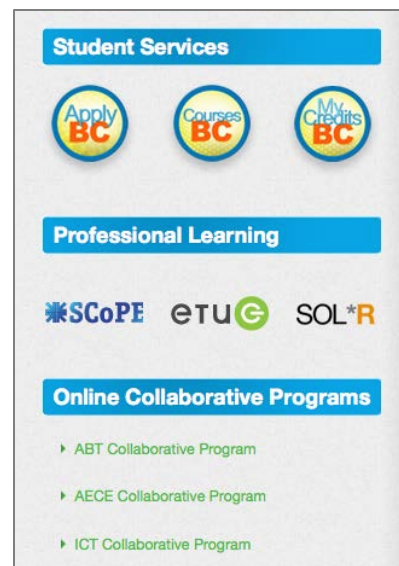 Student Services
Apply BC
Courses BC
My Credits BC
Professional Learning
SCoPE
eTUG
SOL*R
Online Collaborative Programs
ABT Collaborative Program
AECE Collaborative Program
ICT Collaborative Program